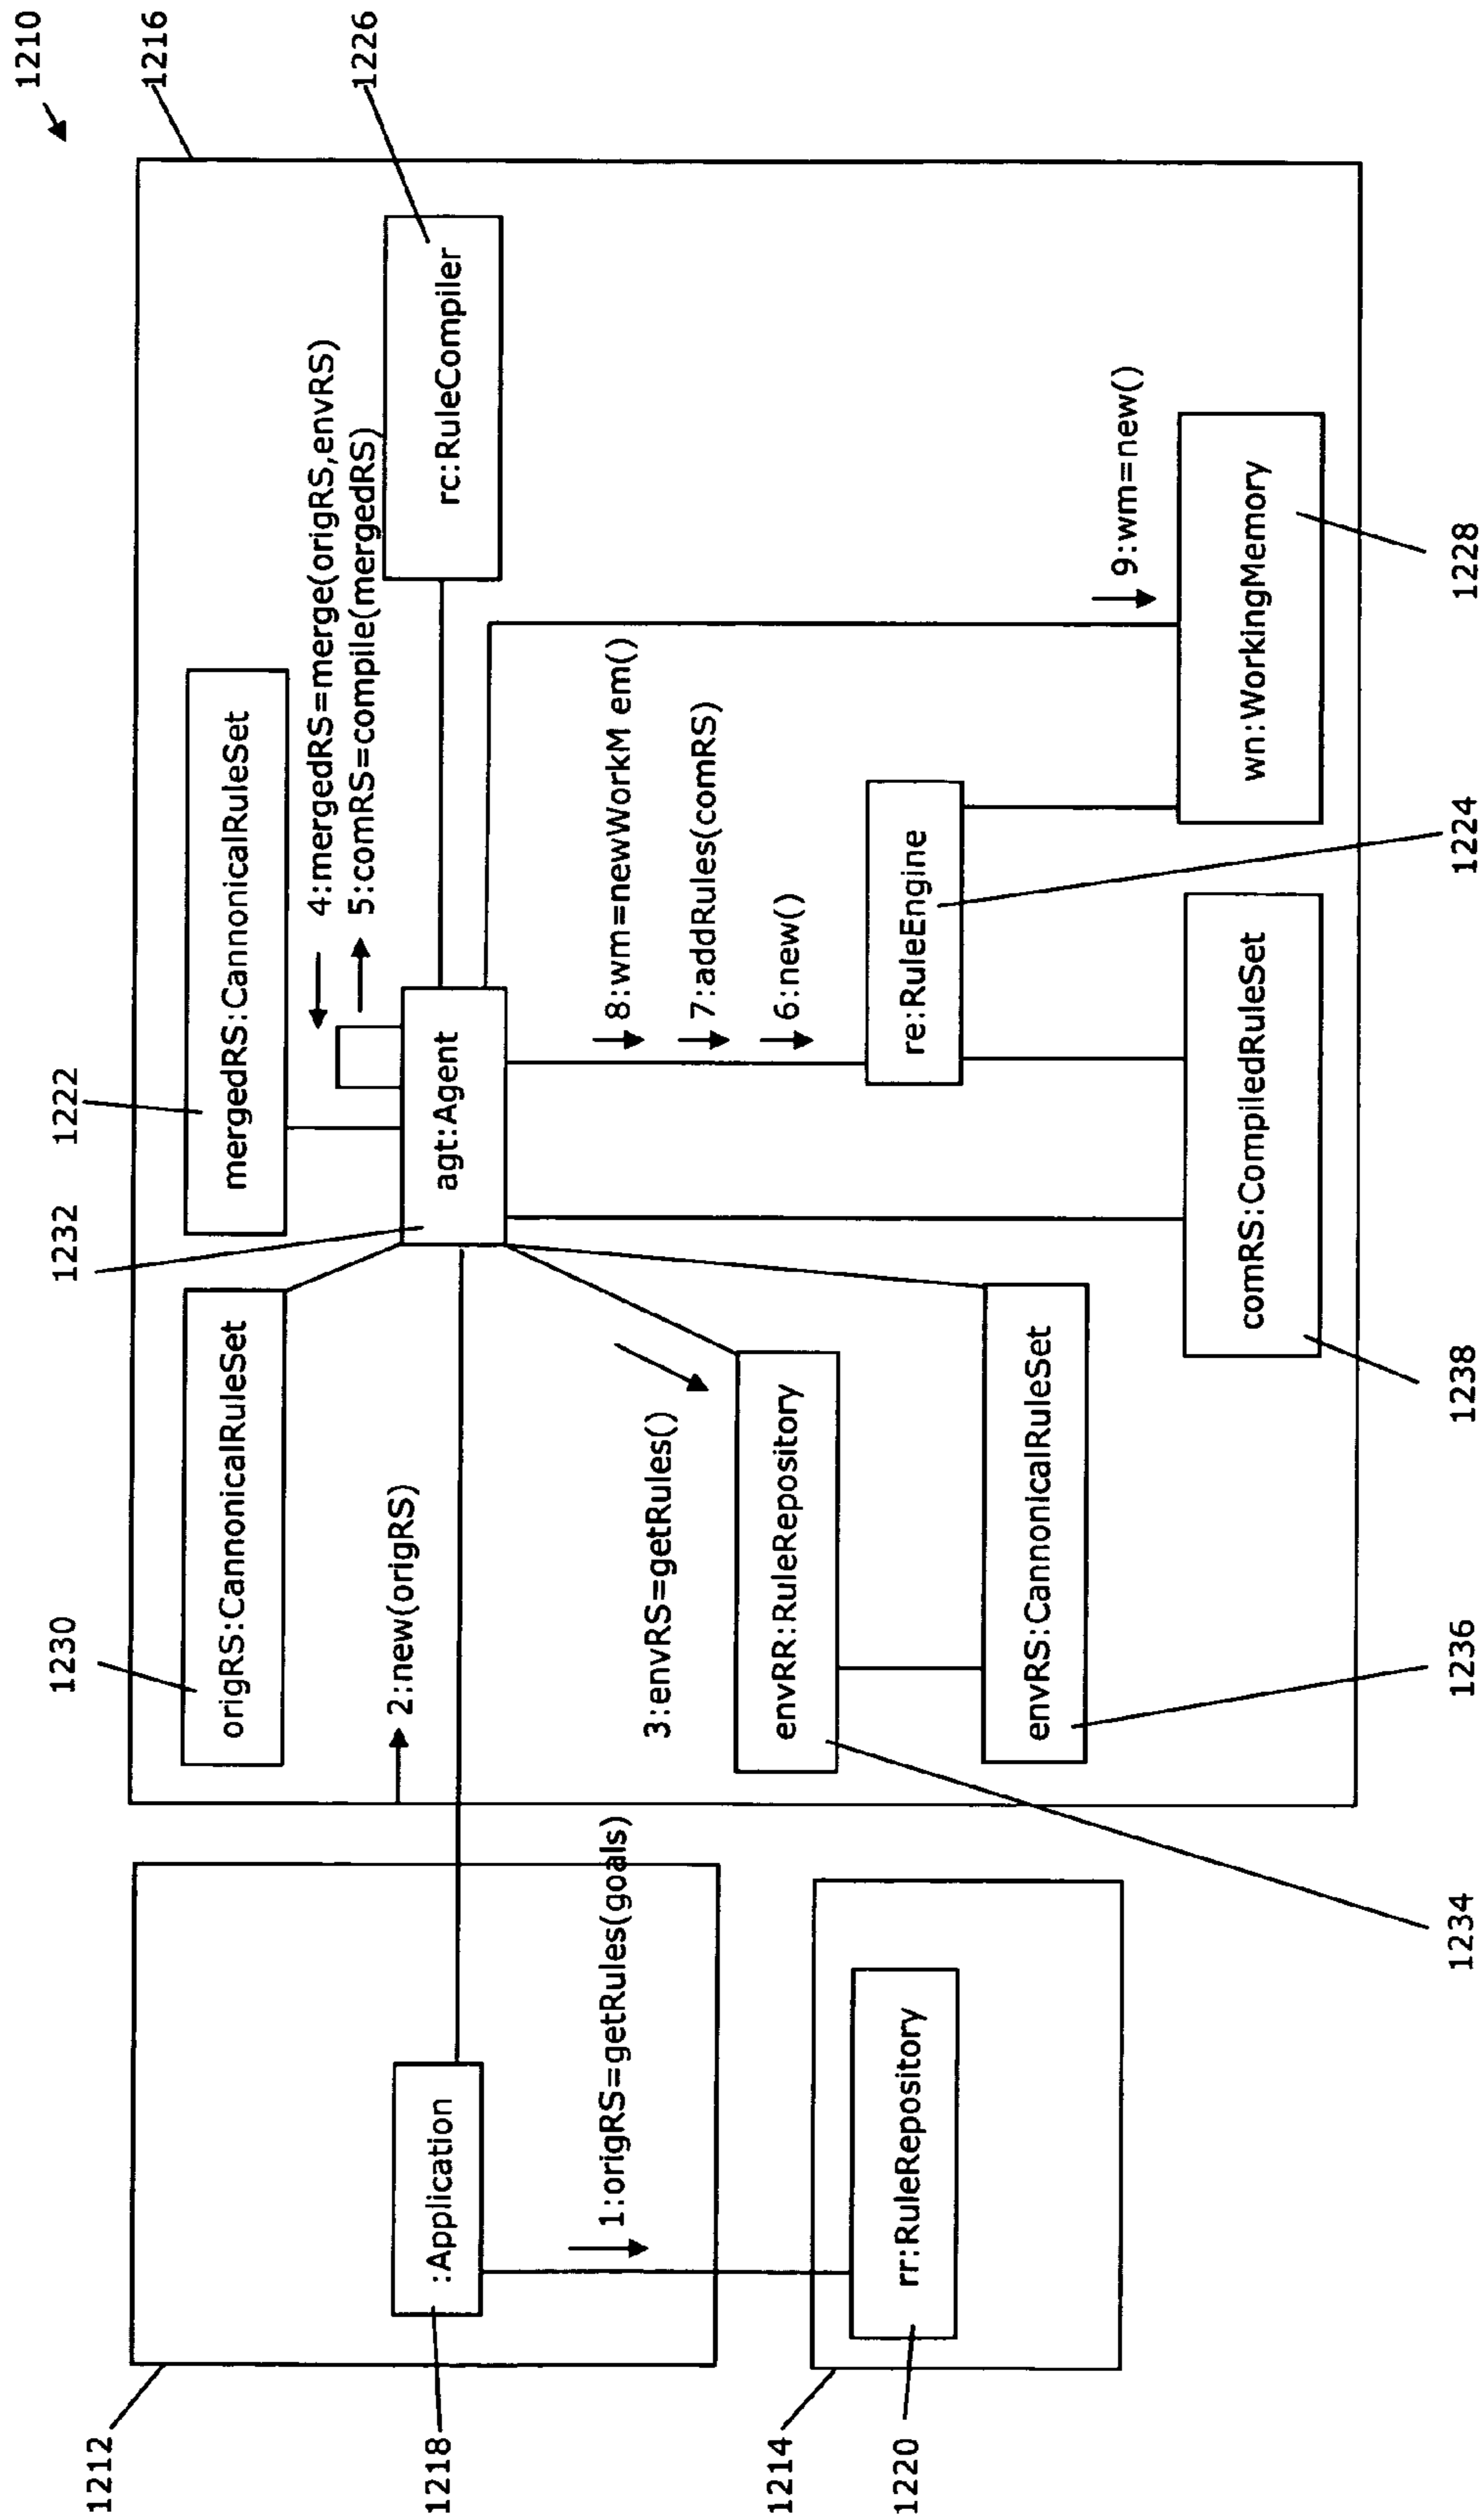 1210
1216
1226
1222
1232
1230
mergedRS:CannonicalRuleSet
origRS:CannonicalRuleSet
4:mergedRS=merge(origRS,envRS)
5:comRS=compile(mergedRS)
rc:RuleCompiler
agt:Agent
2:new(origRS)
:Application
1:origRS=getRules(goals)
8:wm=newWorkM em()
7:addRules(comRS)
6:new()
3:envRS=getRules()
envRR:RuleRepository
re:RuleEngine
rr:RuleRepository
envRS:CannonicalRuleSet
9:wm=new()
wn:WorkingMemory
comRS:CompiledRuleSet
1212
1218
1214
1220
1234
1236
1238
1224
1228